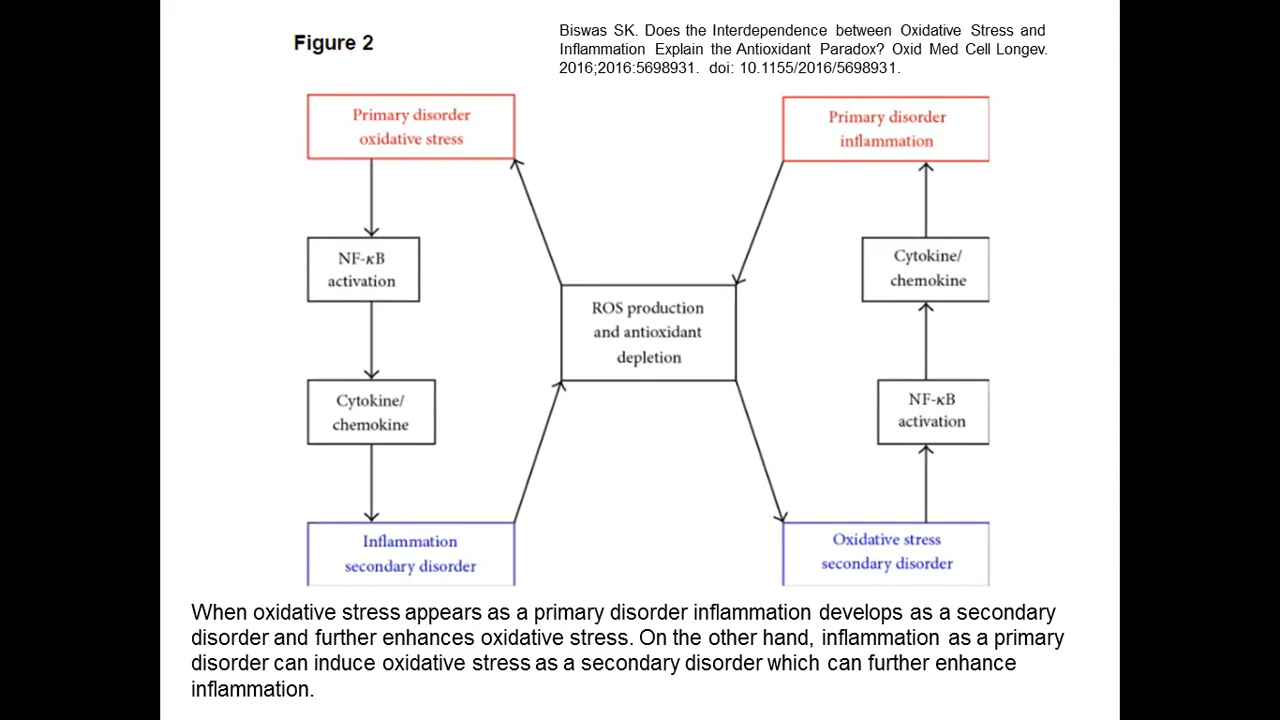 Figure 2
Biswas SK. Does the Interdependence between Oxidative Stress and
Inflammation Explain the Antioxidant Paradox? Oxid Med Cell Longev.
2016;2016:5698931. doi: 10.1155/2016/5698931.
Primary disorder
oxidative stress
Primary disorder
inflammation
NF-κB
activation
Cytokine/
chemokine
ROS production
and antioxidant
depletion
Cytokine/
chemokine
NF-κB
activation
Inflammation
secondary disorder
Oxidative stress
secondary disorder
When oxidative stress appears as a primary disorder inflammation develops as a secondary
disorder and further enhances oxidative stress. On the other hand, inflammation as a primary
disorder can induce oxidative stress as a secondary disorder which can further enhance
inflammation.